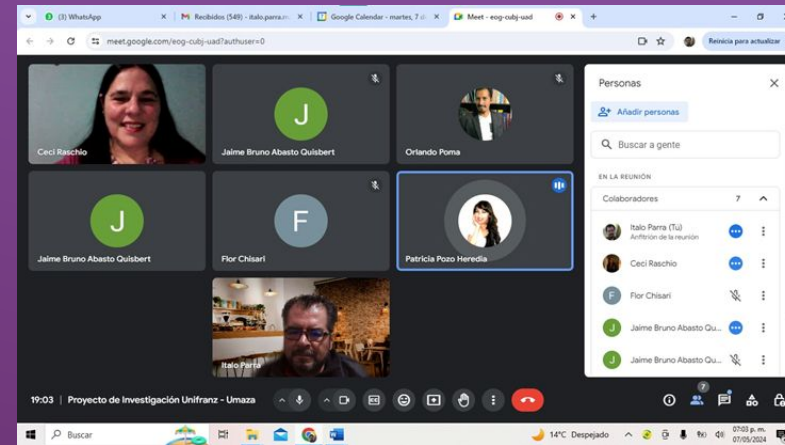 (3) WhatsApp
Recibidos (549) - italo.parra.m
Google Calendar - martes, 7 d
Meet - eog-cubj-uad
meet.google.com/eog-cubj-uad?authuser=0
Reinicia para actualizar
Ceci Raschio
J
Jaime Bruno Abasto Quisbert
Orlando Poma
J
Jaime Bruno Abasto Quisbert
F
Flor Chisari
Patricia Pozo Heredia
Italo Parra
Personas
Añadir personas
Buscar a gente
EN LA REUNIÓN
Colaboradores 7
Italo Parra (Tú)
Anfitrión de la reunión
Ceci Raschio
F Flor Chisari
J Jaime Bruno Abasto Qu...
J Jaime Bruno Abasto Qu...
19:03 | Proyecto de Investigación Unifranz - Umaza
7
Buscar
14°C Despejado
07:03 p. m.
07/05/2024